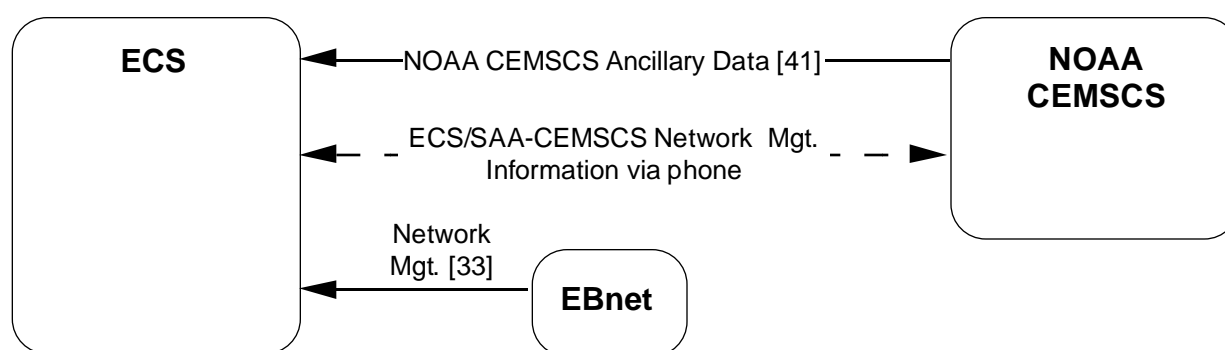 ECS
NOAA CEMSCS Ancillary Data [41]
NOAA
CEMSCS
ECS/SAA-CEMSCS Network Mgt.
Information via phone
Network
Mgt. [33]
EBnet